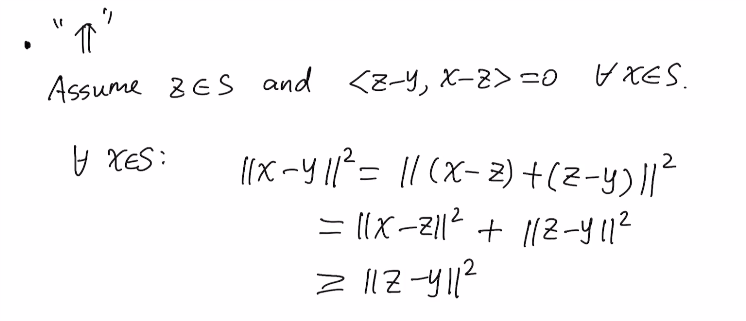 • "⇑"
Assume z∈S and <z-y, x-z> =0 ∀ x∈S.
∀ x∈S: ||x-y||² = ||(x-z)+(z-y)||²
= ||x-z||² + ||z-y||²
≥ ||z-y||²